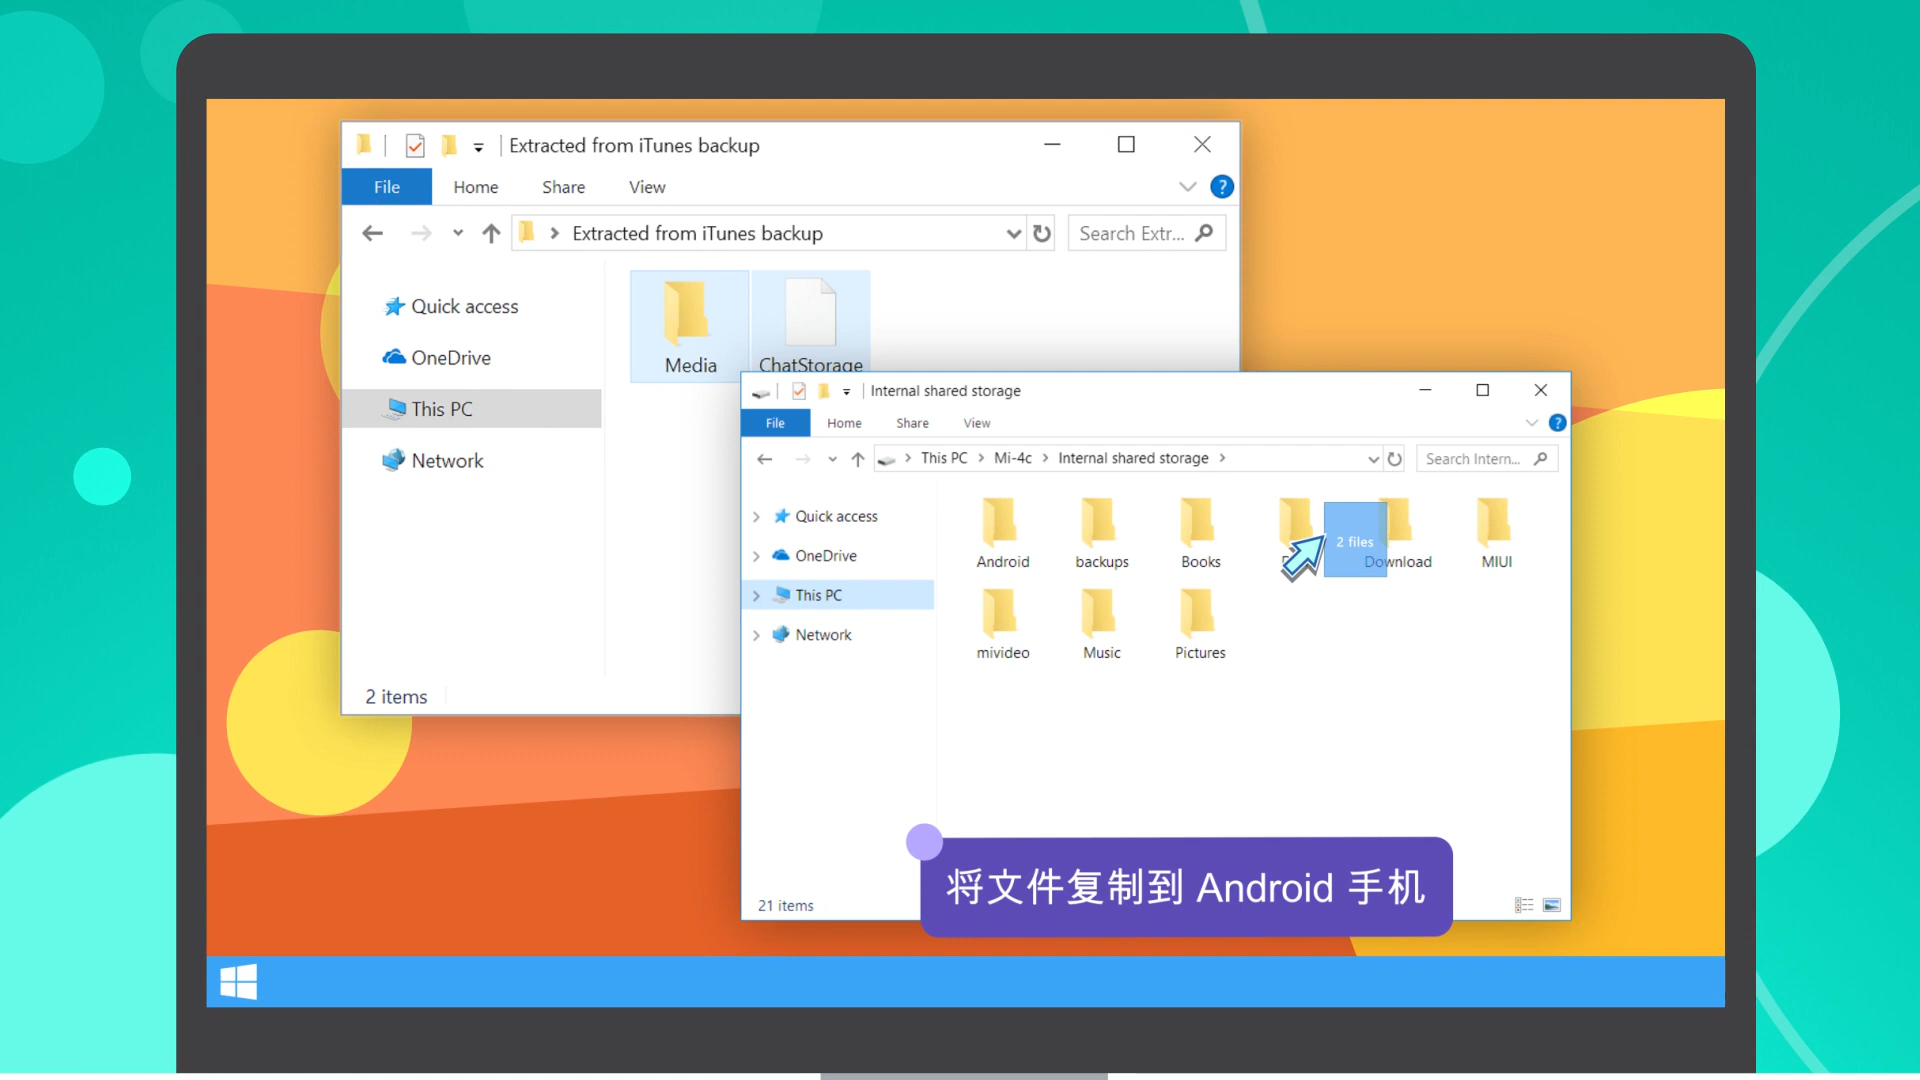 Extracted from iTunes backup
File Home Share View
?
Extracted from iTunes backup
Search Extr...
Quick access
OneDrive
This PC
Network
Media
ChatStorage
2 items
Internal shared storage
File Home Share View
?
This PC Mi-4c Internal shared storage
Search Intern...
Quick access
OneDrive
This PC
Network
Android backups Books Download MIUI
2 files
mivideo Music Pictures
21 items
将文件复制到 Android 手机